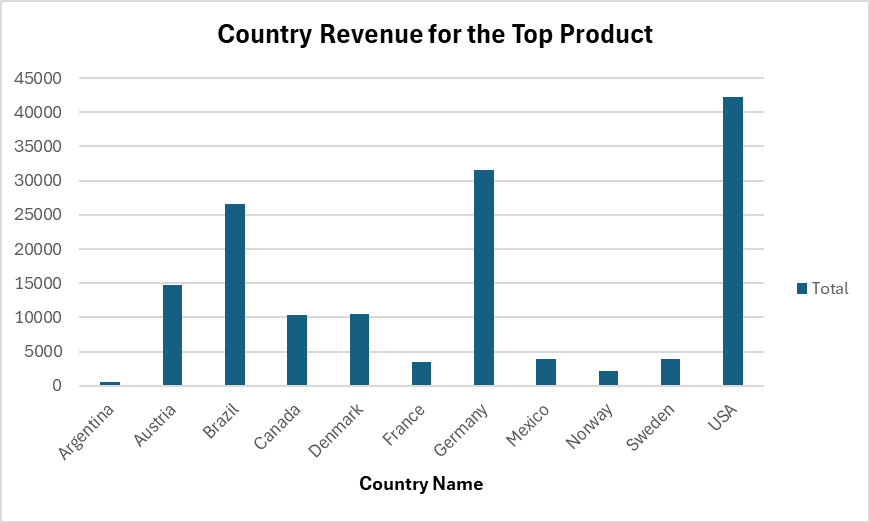 Country Revenue for the Top Product
45000
40000
35000
30000
25000
20000
15000
10000
5000
0
Argentina
Austria
Brazil
Canada
Denmark
France
Germany
Mexico
Norway
Sweden
USA
Total
Country Name